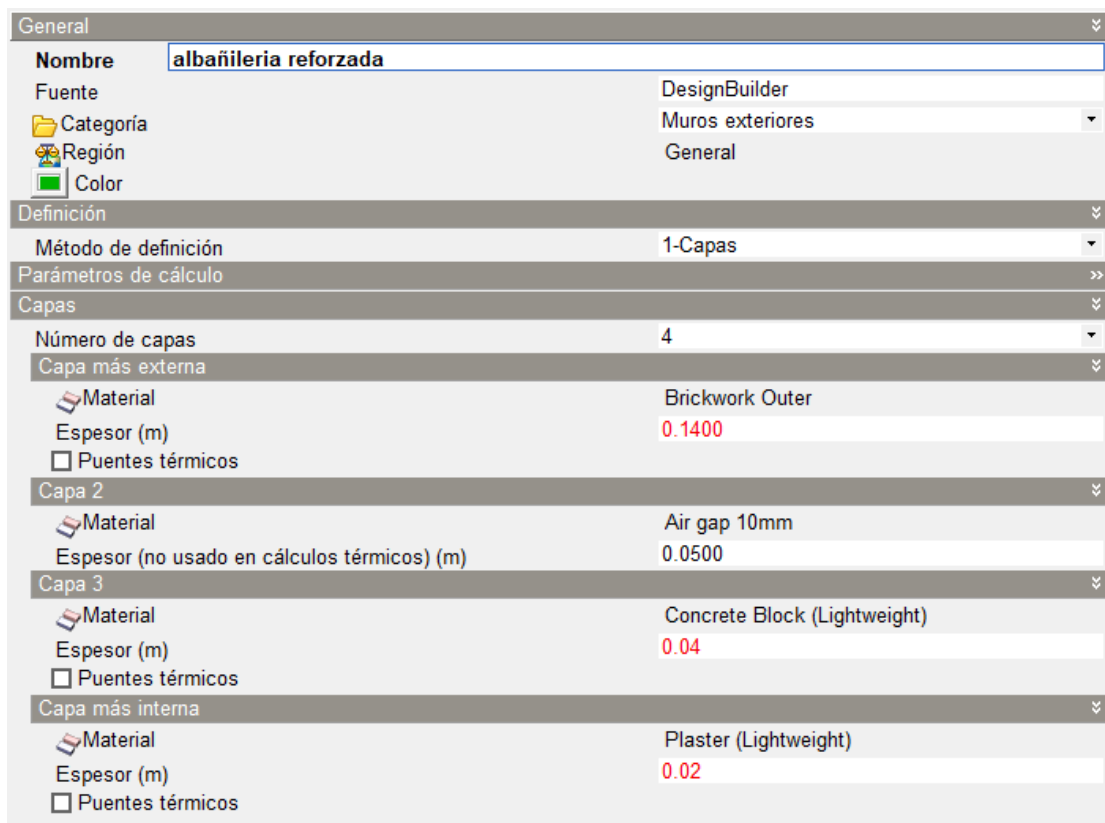 General
Nombre albañileria reforzada
Fuente DesignBuilder
Categoría Muros exteriores
Región General
Color
Definición
Método de definición 1-Capas
Parámetros de cálculo
Capas
Número de capas 4
Capa más externa
Material Brickwork Outer
Espesor (m) 0.1400
Puentes térmicos
Capa 2
Material Air gap 10mm
Espesor (no usado en cálculos térmicos) (m) 0.0500
Capa 3
Material Concrete Block (Lightweight)
Espesor (m) 0.04
Puentes térmicos
Capa más interna
Material Plaster (Lightweight)
Espesor (m) 0.02
Puentes térmicos